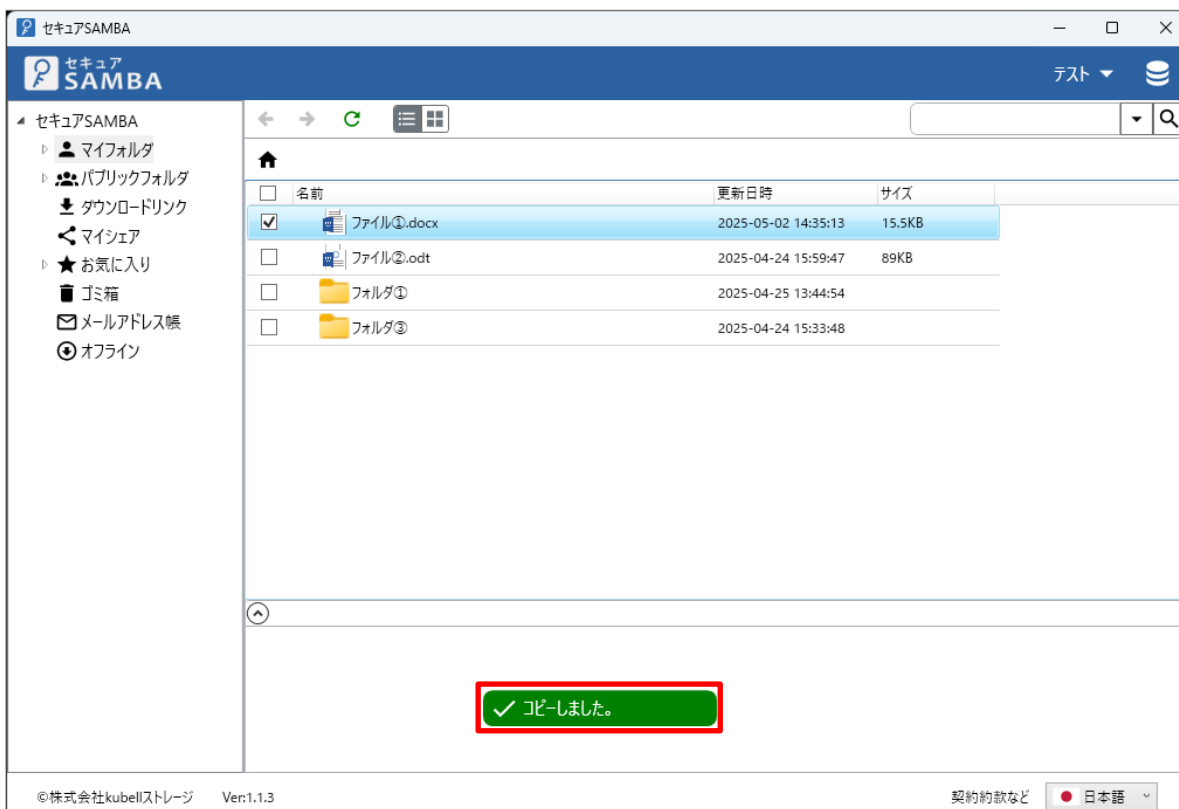 セキュアSAMBA
セキュア
SAMBA
テスト
セキュアSAMBA
マイフォルダ
パブリックフォルダ
ダウンロードリンク
マイシェア
お気に入り
ゴミ箱
メールアドレス帳
オフライン
名前 更新日時 サイズ
ファイル①.docx 2025-05-02 14:35:13 15.5KB
ファイル②.odt 2025-04-24 15:59:47 89KB
フォルダ① 2025-04-25 13:44:54
フォルダ③ 2025-04-24 15:33:48
コピーしました。
©株式会社kubellストレージ Ver:1.1.3 契約約款など 日本語